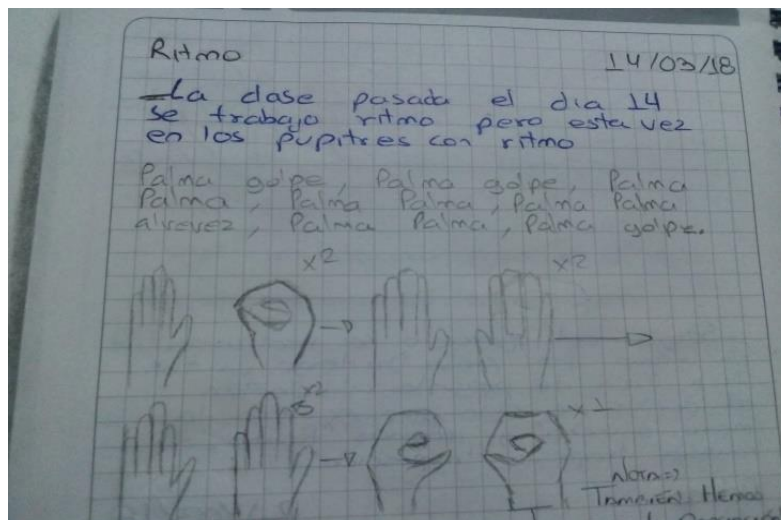 Ritmo
14/03/18
La clase pasada el dia 14
se trabajo ritmo pero esta vez
en los pupitres con ritmo
Palma golpe, Palma golpe, Palma
Palma, Palma Palma, Palma Palma
alrevez, Palma Palma, Palma golpe.
x2
x2
x2
x1
Nota=>
También Hemos